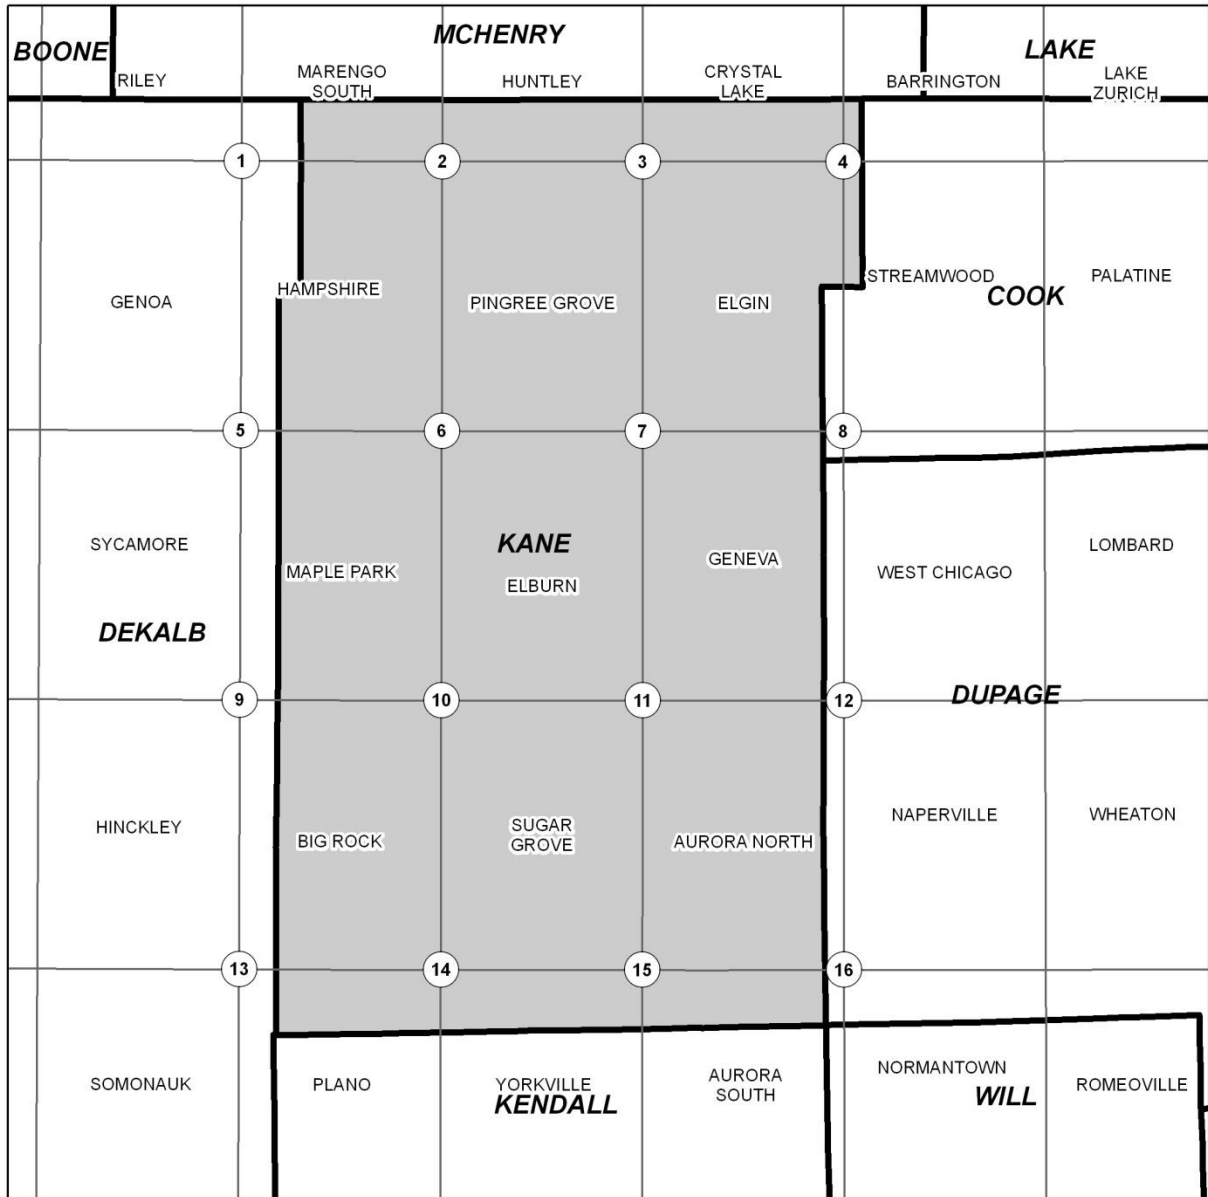 MCHENRY
BOONE
LAKE
RILEY
MARENGO
SOUTH
HUNTLEY
CRYSTAL
LAKE
BARRINGTON
LAKE
ZURICH
1
2
3
4
GENOA
HAMPSHIRE
PINGREE GROVE
ELGIN
STREAMWOOD
PALATINE
COOK
5
6
7
8
SYCAMORE
MAPLE PARK
KANE
ELBURN
GENEVA
WEST CHICAGO
LOMBARD
DEKALB
DUPAGE
9
10
11
12
HINCKLEY
BIG ROCK
SUGAR
GROVE
AURORA NORTH
NAPERVILLE
WHEATON
13
14
15
16
SOMONAUK
PLANO
YORKVILLE
KENDALL
AURORA
SOUTH
NORMANTOWN
WILL
ROMEOVILLE